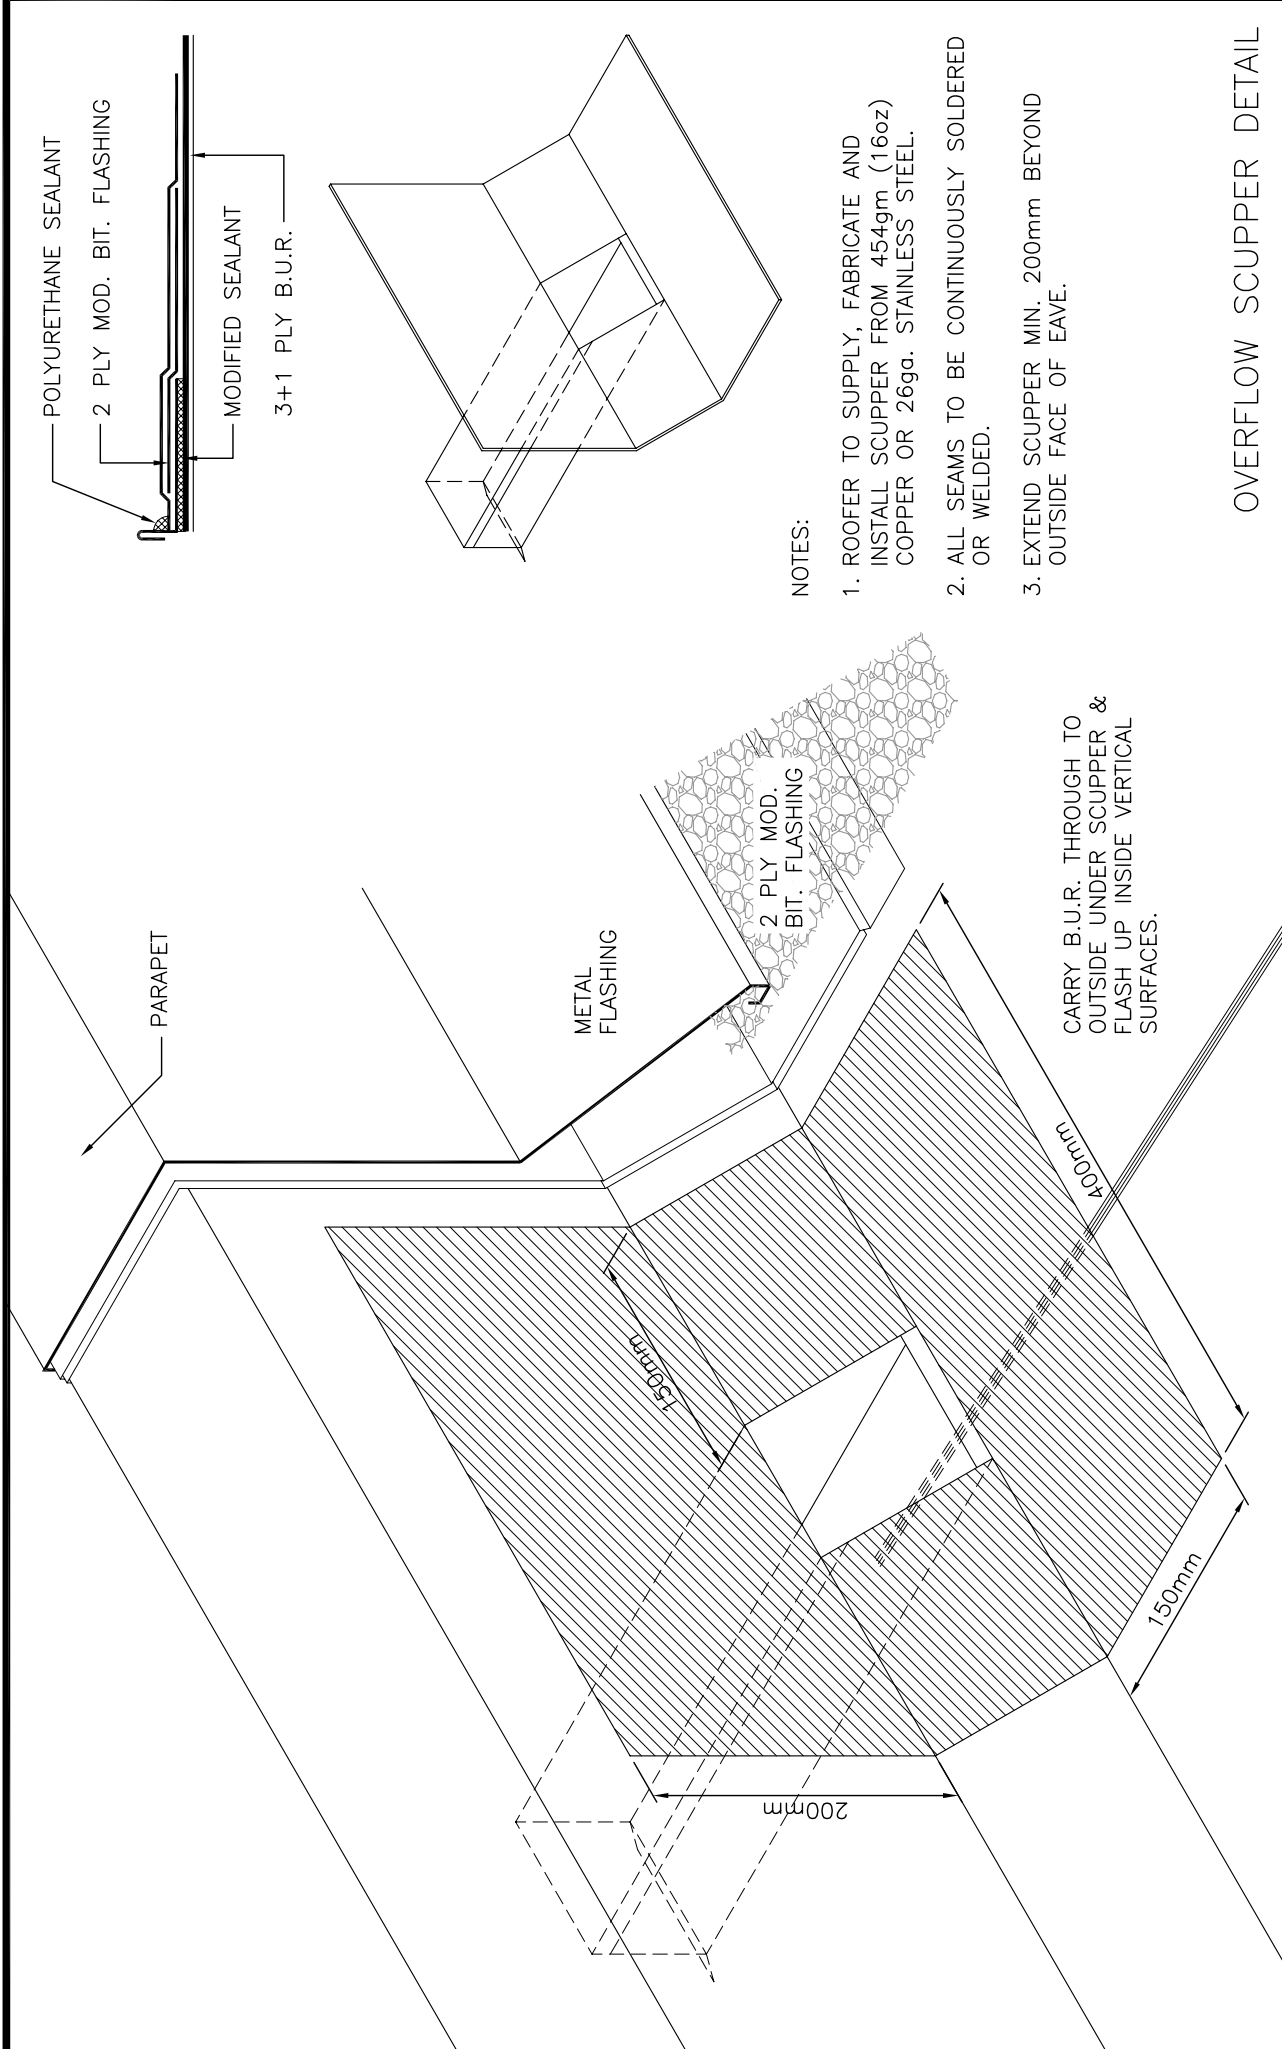 POLYURETHANE SEALANT
2 PLY MOD. BIT. FLASHING
MODIFIED SEALANT
3+1 PLY B.U.R.
PARAPET
METAL
FLASHING
2 PLY MOD.
BIT. FLASHING
150mm
200mm
400mm
150mm
CARRY B.U.R. THROUGH TO
OUTSIDE UNDER SCUPPER &
FLASH UP INSIDE VERTICAL
SURFACES.
NOTES:
1. ROOFER TO SUPPLY, FABRICATE AND
INSTALL SCUPPER FROM 454gm (16oz)
COPPER OR 26ga. STAINLESS STEEL.
2. ALL SEAMS TO BE CONTINUOUSLY SOLDERED
OR WELDED.
3. EXTEND SCUPPER MIN. 200mm BEYOND
OUTSIDE FACE OF EAVE.
OVERFLOW SCUPPER DETAIL